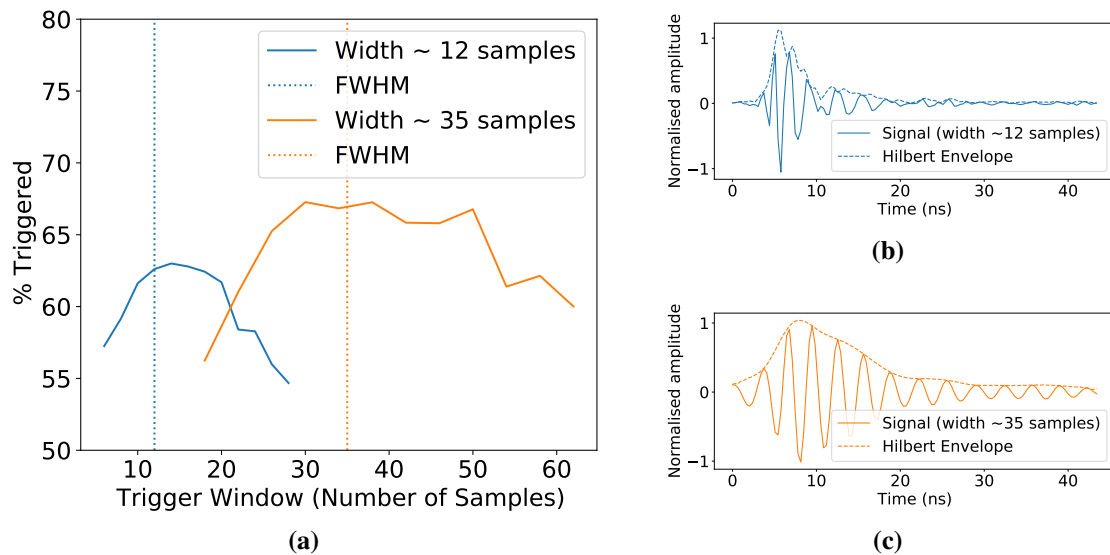 80
75
70
65
60
55
50
% Triggered
Width ~ 12 samples
FWHM
Width ~ 35 samples
FWHM
10 20 30 40 50 60
Trigger Window (Number of Samples)
(a)
Normalised amplitude
1
0
−1
Signal (width ~12 samples)
Hilbert Envelope
0 10 20 30 40
Time (ns)
(b)
Normalised amplitude
1
0
−1
Signal (width ~35 samples)
Hilbert Envelope
0 10 20 30 40
Time (ns)
(c)